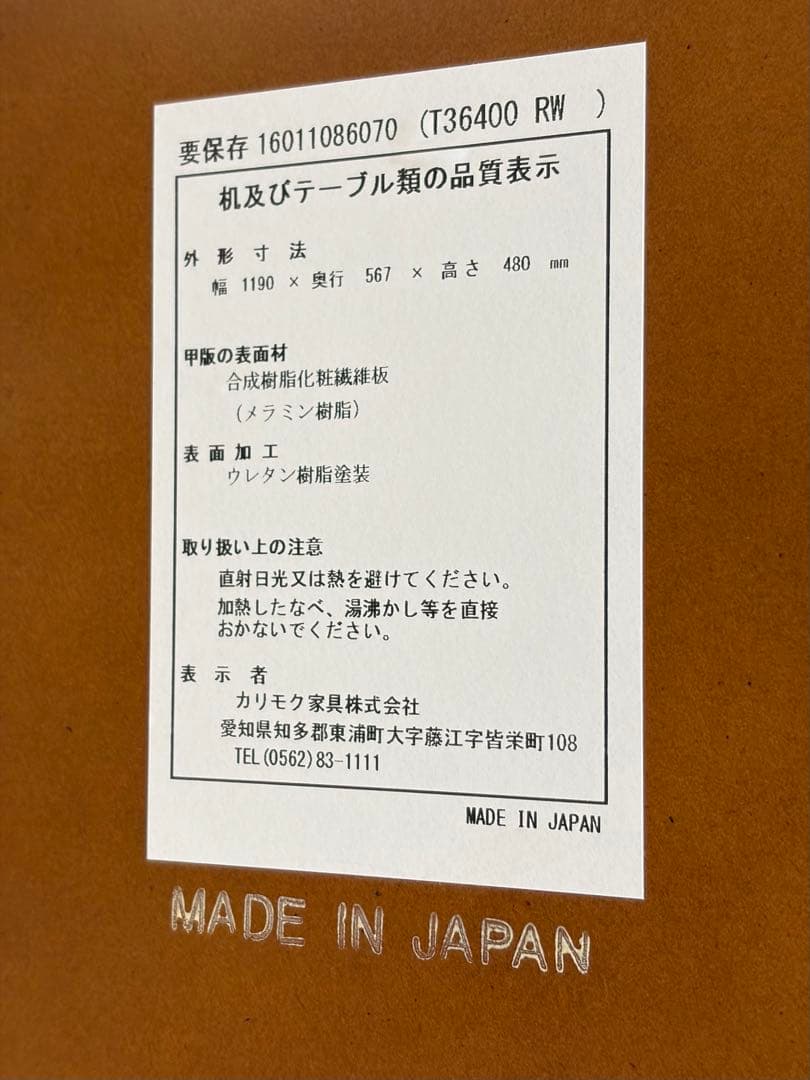 要保存 16011086070 (T36400 RW )
机及びテーブル類の品質表示
外 形 寸 法
幅 1190 × 奥行 567 × 高さ 480 mm
甲版の表面材
合成樹脂化粧繊維板
(メラミン樹脂)
表 面 加 工
ウレタン樹脂塗装
取り扱い上の注意
直射日光又は熱を避けてください。
加熱したなべ、湯沸かし等を直接
おかないでください。
表 示 者
カリモク家具株式会社
愛知県知多郡東浦町大字藤江字皆栄町108
TEL(0562)83-1111
MADE IN JAPAN
MADE IN JAPAN